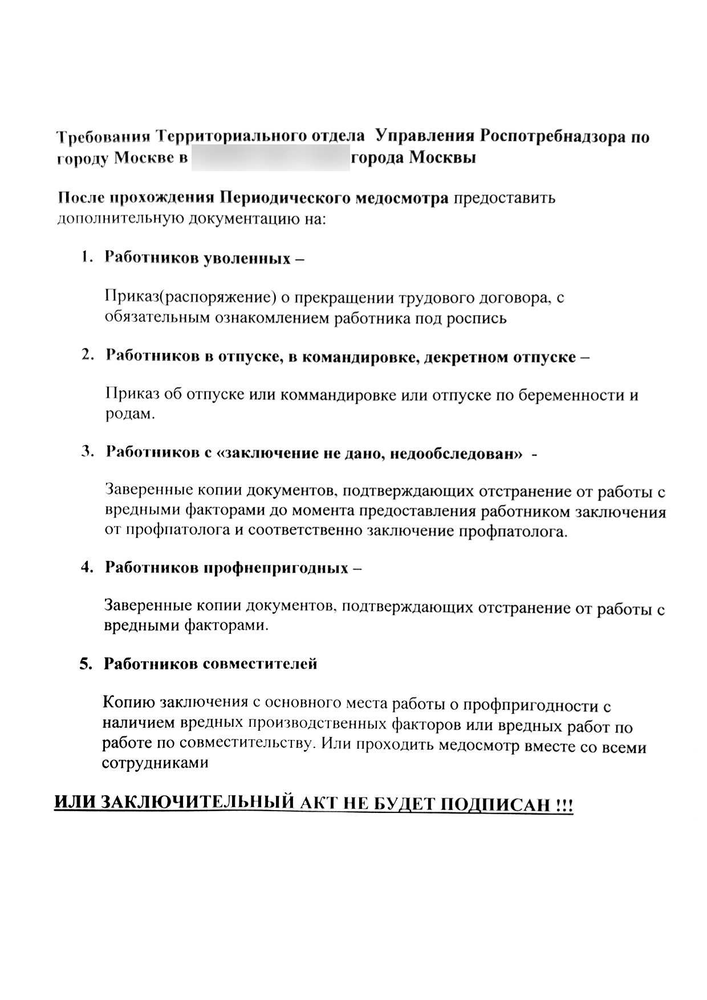 Требования Территориального отдела Управления Роспотребнадзора по
городу Москве в города Москвы
После прохождения Периодического медосмотра предоставить
дополнительную документацию на:
1. Работников уволенных –
Приказ(распоряжение) о прекращении трудового договора, с
обязательным ознакомлением работника под роспись
2. Работников в отпуске, в командировке, декретном отпуске –
Приказ об отпуске или коммандировке или отпуске по беременности и
родам.
3. Работников с «заключение не дано, недообследован» -
Заверенные копии документов, подтверждающих отстранение от работы с
вредными факторами до момента предоставления работником заключения
от профпатолога и соответственно заключение профпатолога.
4. Работников профнепригодных –
Заверенные копии документов, подтверждающих отстранение от работы с
вредными факторами.
5. Работников совместителей
Копию заключения с основного места работы о профпригодности с
наличием вредных производственных факторов или вредных работ по
работе по совместительству. Или проходить медосмотр вместе со всеми
сотрудниками
ИЛИ ЗАКЛЮЧИТЕЛЬНЫЙ АКТ НЕ БУДЕТ ПОДПИСАН !!!